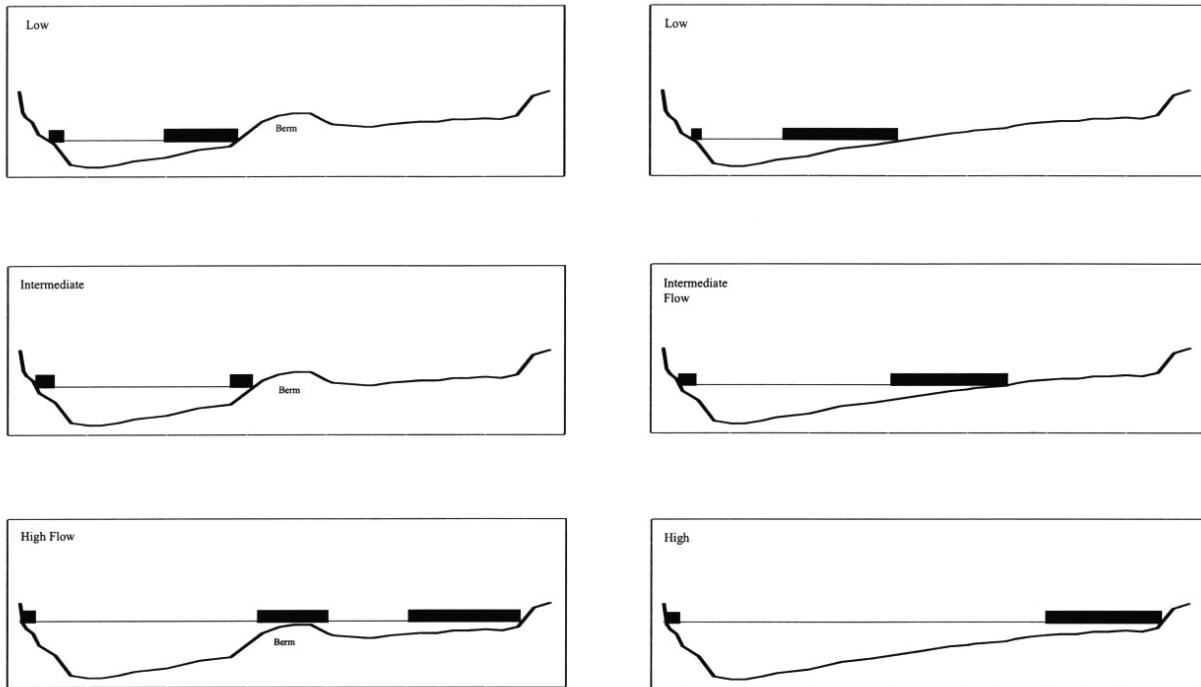 Low
Berm
Low
Intermediate
Berm
Intermediate
Flow
High Flow
Berm
High